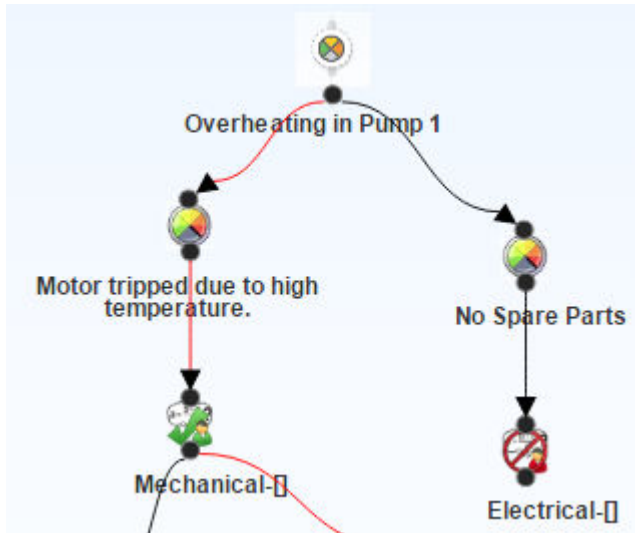 Overheating in Pump 1
Motor tripped due to high
temperature.
No Spare Parts
Mechanical-[]
Electrical-[]